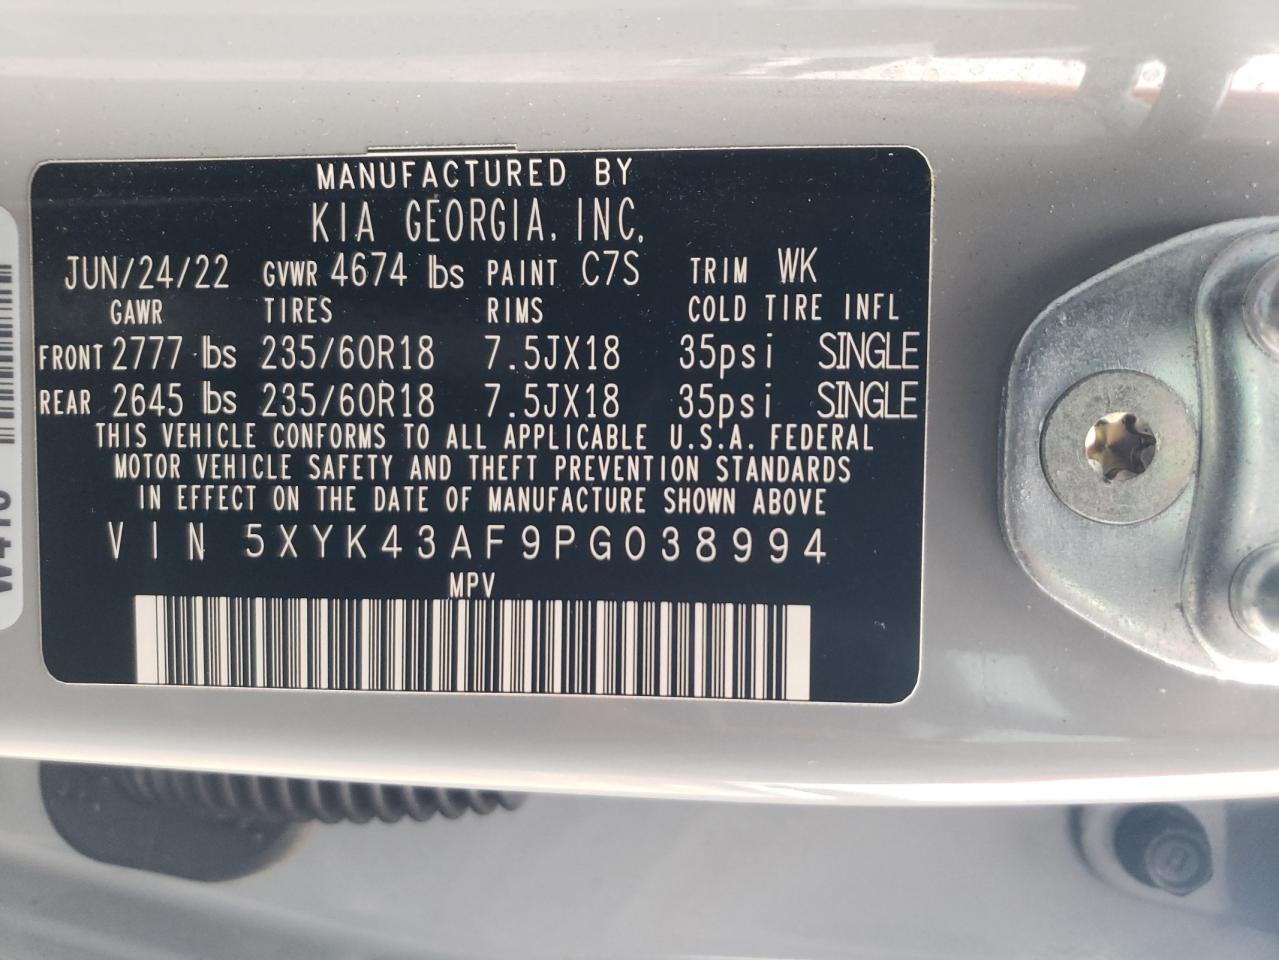 MANUFACTURED BY
KIA GEORGIA, INC.
JUN/24/22 GVWR 4674 lbs PAINT C7S TRIM WK
GAWR TIRES RIMS COLD TIRE INFL
FRONT 2777 lbs 235/60R18 7.5JX18 35psi SINGLE
REAR 2645 lbs 235/60R18 7.5JX18 35psi SINGLE
THIS VEHICLE CONFORMS TO ALL APPLICABLE U.S.A. FEDERAL
MOTOR VEHICLE SAFETY AND THEFT PREVENTION STANDARDS
IN EFFECT ON THE DATE OF MANUFACTURE SHOWN ABOVE
VIN 5XYK43AF9PG038994
MPV